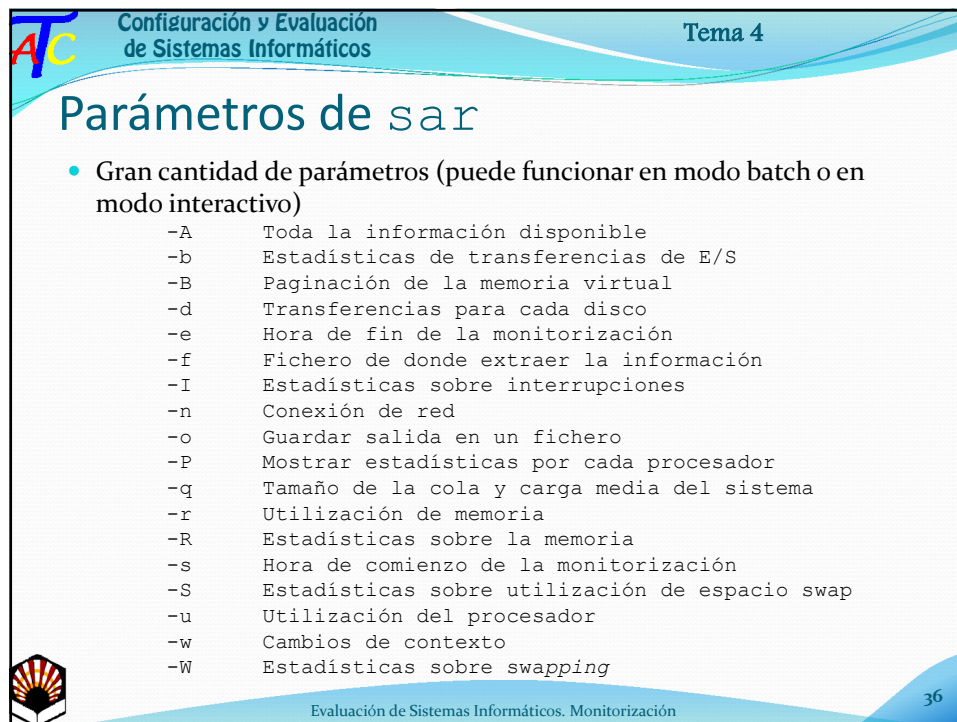 ATC
Configuración y Evaluación
de Sistemas Informáticos
Tema 4
Parámetros de sar
Gran cantidad de parámetros (puede funcionar en modo batch o en
modo interactivo)
-A Toda la información disponible
-b Estadísticas de transferencias de E/S
-B Paginación de la memoria virtual
-d Transferencias para cada disco
-e Hora de fin de la monitorización
-f Fichero de donde extraer la información
-I Estadísticas sobre interrupciones
-n Conexión de red
-o Guardar salida en un fichero
-P Mostrar estadísticas por cada procesador
-q Tamaño de la cola y carga media del sistema
-r Utilización de memoria
-R Estadísticas sobre la memoria
-s Hora de comienzo de la monitorización
-S Estadísticas sobre utilización de espacio swap
-u Utilización del procesador
-w Cambios de contexto
-W Estadísticas sobre swapping
Evaluación de Sistemas Informáticos. Monitorización
36